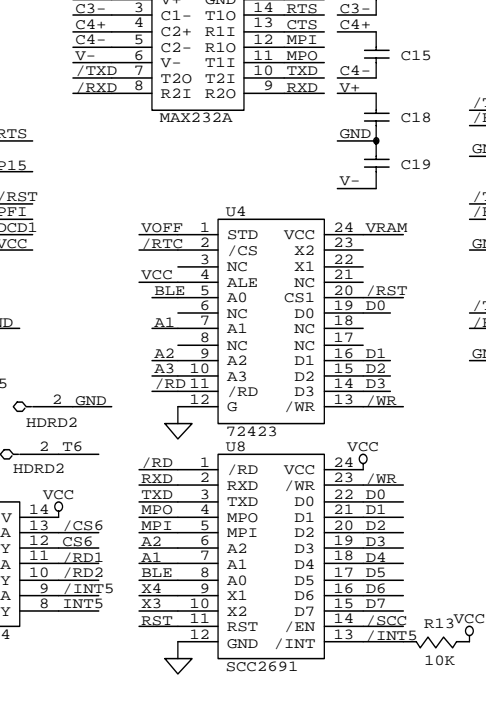 V+ GND
C3- 3 C1- T1O 14 RTS C3-
C4+ 4 C2+ R1I 13 CTS C4+
C4- 5 C2- R1O 12 MPI
V- 6 V- T1I 11 MPO C15
/TXD 7 T2O T2I 10 TXD C4-
/RXD 8 R2I R2O 9 RXD V+
MAX232A
C18
GND
C19
V-
RTS
P15
/RST
PFI
DCD1
VCC
U4
VOFF 1 STD VCC 24 VRAM
/RTC 2 /CS X2 23
3 NC X1 22
VCC 4 ALE NC 21
BLE 5 A0 CS1 20 /RST
6 NC D0 19 D0
A1 7 A1 NC 18
8 NC NC 17
A2 9 A2 D1 16 D1
A3 10 A3 D2 15 D2
/RD 11 /RD D3 14 D3
12 G /WR 13 /WR
72423
2 GND
HDRD2
2 T6
HDRD2
U8
VCC
/RD 1 /RD VCC 24
RXD 2 RXD /WR 23 /WR
TXD 3 TXD D0 22 D0
MPO 4 MPO D1 21 D1
MPI 5 MPI D2 20 D2
A2 6 A2 D3 19 D3
A1 7 A1 D4 18 D4
BLE 8 A0 D5 17 D5
X4 9 X1 D6 16 D6
X3 10 X2 D7 15 D7
RST 11 RST /EN 14 /SCC
12 GND /INT 13 /INT5
SCC2691
R13 VCC
10K
VCC
V 14
A 13 /CS6
Y 12 CS6
A 11 /RD1
Y 10 /RD2
A 9 /INT5
Y 8 INT5
4